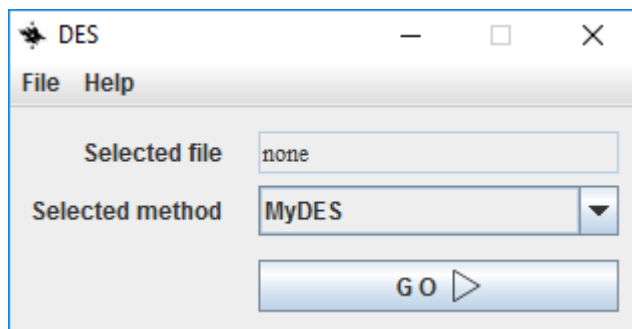 DES
File Help
Selected file none
Selected method MyDES
GO